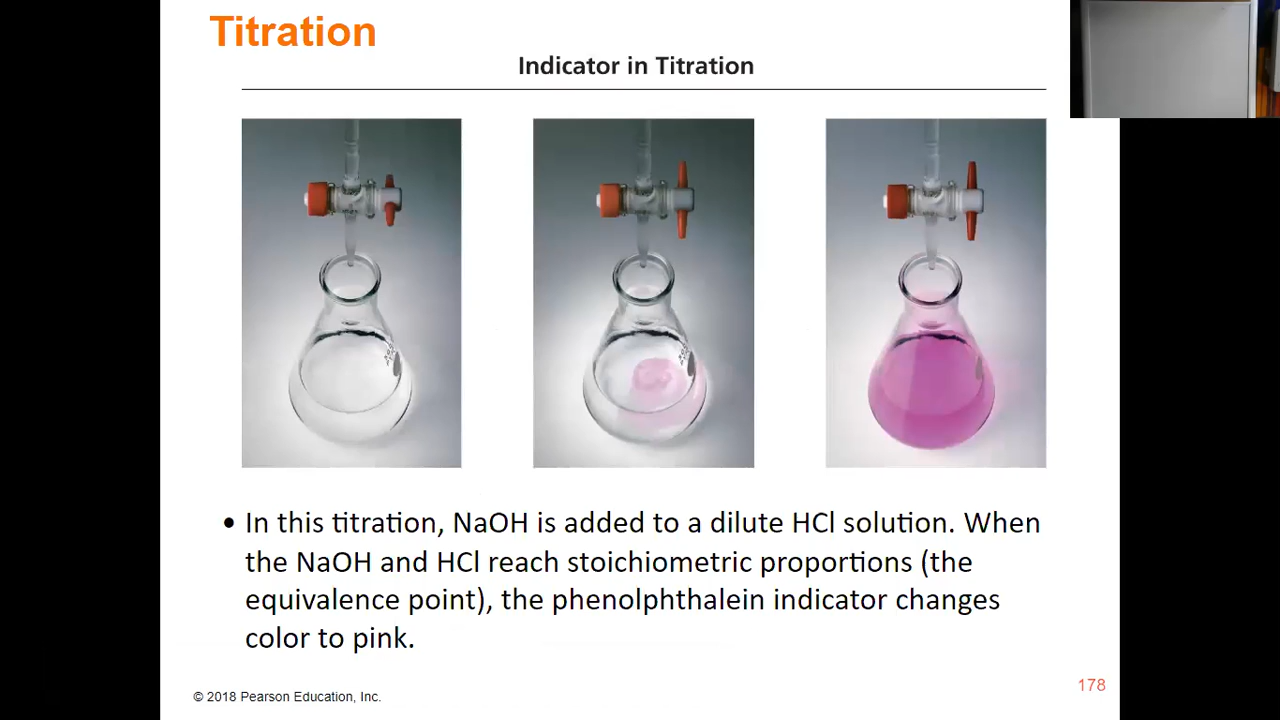 Titration
Indicator in Titration
• In this titration, NaOH is added to a dilute HCl solution. When
the NaOH and HCl reach stoichiometric proportions (the
equivalence point), the phenolphthalein indicator changes
color to pink.
© 2018 Pearson Education, Inc.
178